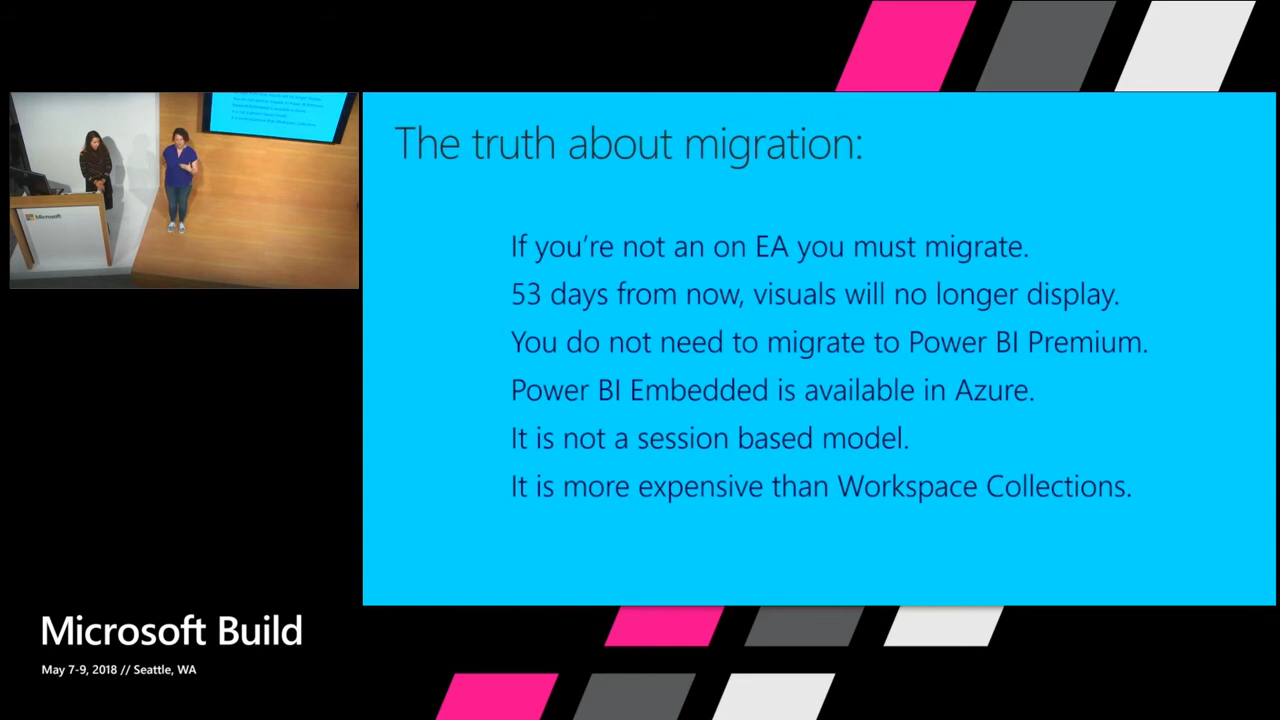 The truth about migration:
If you're not an on EA you must migrate.
53 days from now, visuals will no longer display.
You do not need to migrate to Power BI Premium.
Power BI Embedded is available in Azure.
It is not a session based model.
It is more expensive than Workspace Collections.
Microsoft
Microsoft Build
May 7-9, 2018 // Seattle, WA